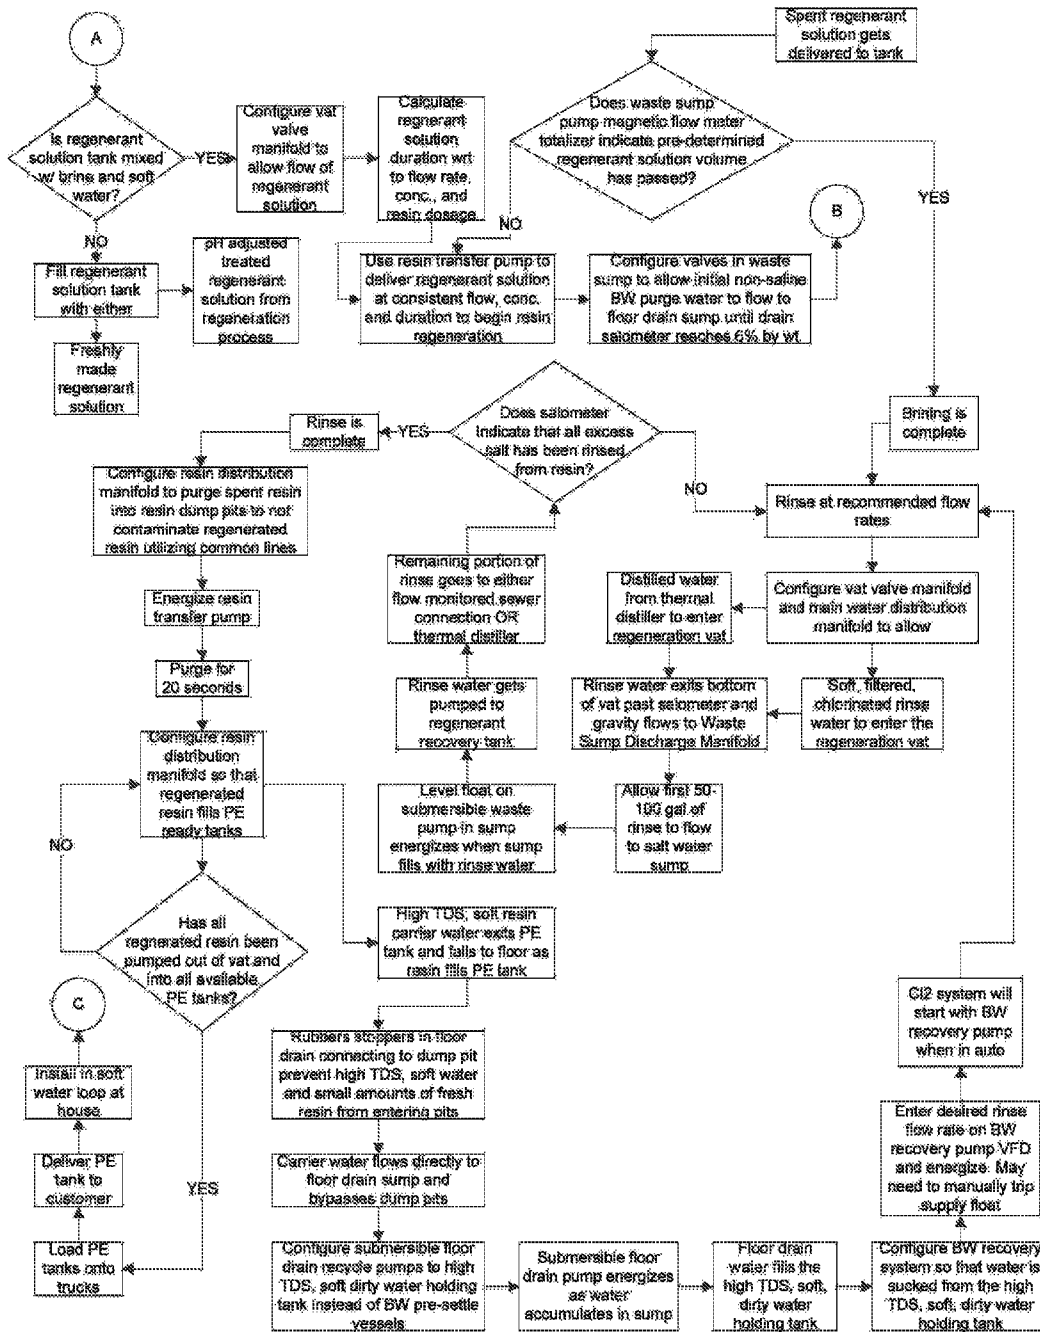 A
Is regenerant
solution tank mixed
w/ brine and soft
water?
YES
NO
Configure vat
valve
manifold to
allow flow of
regenerant
solution
Calculate
regnerant
solution
duration wrt
to flow rate,
conc., and
resin dosage
Fill regenerant
solution tank
with either
pH adjusted
treated
regenerant
solution from
regeneration
process
Freshly
made
regenerant
solution
Spent regenerant
solution gets
delivered to tank
Does waste sump
pump magnetic flow meter
totalizer indicate pre-determined
regenerant solution volume
has passed?
NO
YES
Use resin transfer pump to
deliver regenerant solution
at consistent flow, conc.
and duration to begin resin
regeneration
Configure valves in waste
sump to allow initial non-saline
BW purge water to flow to
floor drain sump until drain
salometer reaches 6% by wt.
B
Brining is
complete
Rinse at recommended flow
rates
Does salometer
indicate that all excess
salt has been rinsed
from resin?
YES
NO
Rinse is
complete
Configure resin distribution
manifold to purge spent resin
into resin dump pits to not
contaminate regenerated
resin utilizing common lines
Energize resin
transfer pump
Purge for
20 seconds
Configure resin
distribution
manifold so that
regenerated
resin fills PE
ready tanks
NO
Has all
regnerated resin been
pumped out of vat and
into all available
PE tanks?
YES
Configure vat valve manifold
and main water distribution
manifold to allow
Distilled water
from thermal
distiller to enter
regeneration vat
Soft, filtered,
chlorinated rinse
water to enter the
regeneration vat
Rinse water exits bottom
of vat past salometer and
gravity flows to Waste
Sump Discharge Manifold
Allow first 50-
100 gal of
rinse to flow
to salt water
sump
Level float on
submersible waste
pump in sump
energizes when sump
fills with rinse water
Rinse water gets
pumped to
regenerant
recovery tank
Remaining portion of
rinse goes to either
flow monitored sewer
connection OR
thermal distiller
High TDS, soft resin
carrier water exits PE
tank and falls to floor as
resin fills PE tank
Rubbers stoppers in floor
drain connecting to dump pit
prevent high TDS, soft water
and small amounts of fresh
resin from entering pits
Carrier water flows directly to
floor drain sump and
bypasses dump pits
Configure submersible floor
drain recycle pumps to high
TDS, soft dirty water holding
tank instead of BW pre-settle
vessels
Submersible floor
drain pump energizes
as water
accumulates in sump
Floor drain
water fills the
high TDS, soft,
dirty water
holding tank
Configure BW recovery
system so that water is
sucked from the high
TDS, soft, dirty water
holding tank
Enter desired rinse
flow rate on BW
recovery pump VFD
and energize. May
need to manually trip
supply float
Cl2 system will
start with BW
recovery pump
when in auto
Load PE
tanks onto
trucks
Deliver PE
tank to
customer
Install in soft
water loop at
house
C